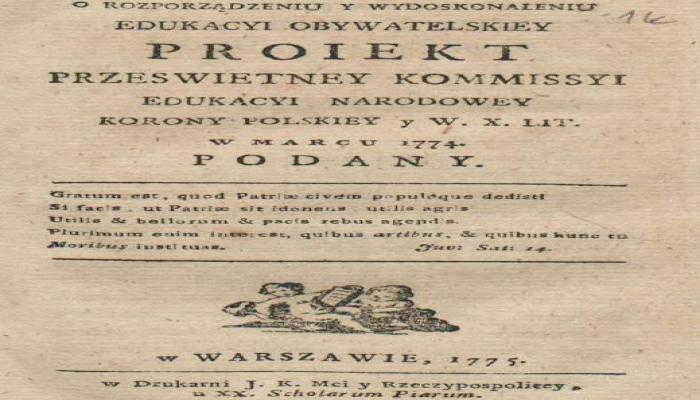 O ROZPORZĄDZENIU Y WYDOSKONALENIU
EDUKACYI OBYWATELSKIEY
PROIEKT
PRZESWIETNEY KOMMISSYI
EDUKACYI NARODOWEY
KORONY POLSKIEY y W. X. LIT.
W MARCU 1774.
PODANY.
Gratum est, quod Patriæ civem populoque dedisti
Si facis, ut Patriæ sit idoneus, utilis agris
Utilis & bellorum & pacis rebus agendis.
Plurimum enim interest, quibus artibus, & quibus hunc tu
Moribus instituas. Juv: Sat: 14.
w WARSZAWIE, 1775.
w Drukarni J. K. Mci y Rzeczypospolitey,
u XX. Scholarum Piarum.